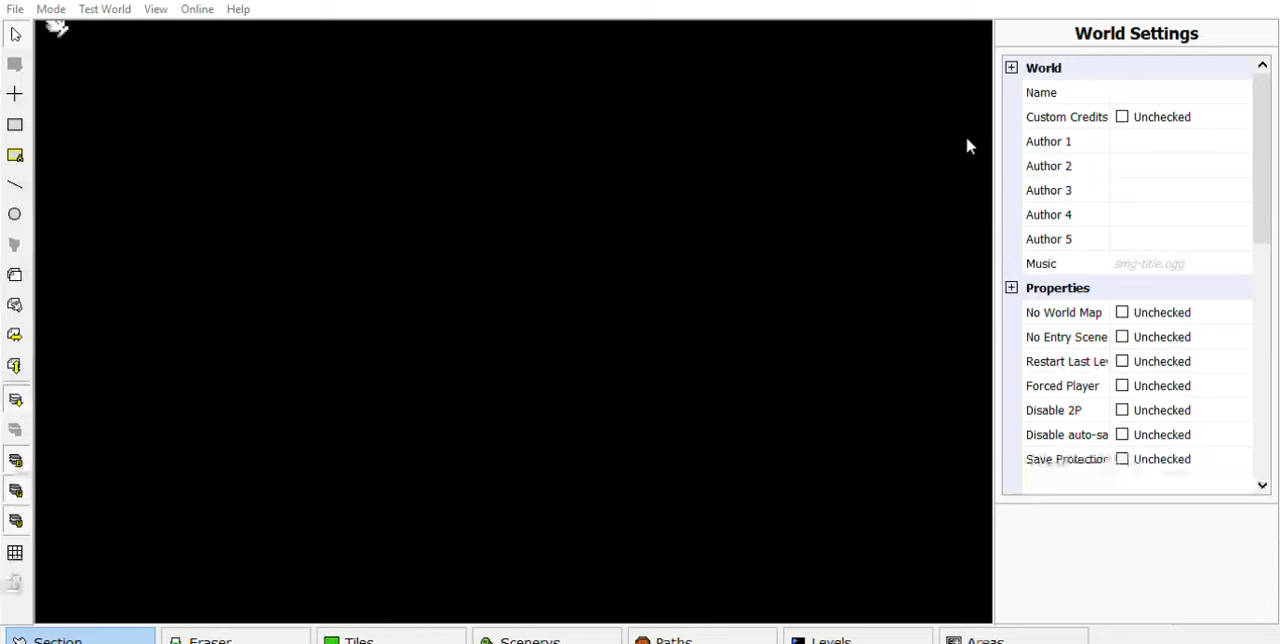 File Mode Test World View Online Help
World Settings
World
Name
Custom Credits Unchecked
Author 1
Author 2
Author 3
Author 4
Author 5
Music smg-title.ogg
Properties
No World Map Unchecked
No Entry Scene Unchecked
Restart Last Lev Unchecked
Forced Player Unchecked
Disable 2P Unchecked
Disable auto-sa Unchecked
Save Protection Unchecked
Section Eraser Tiles Scenerys Paths Levels Areas